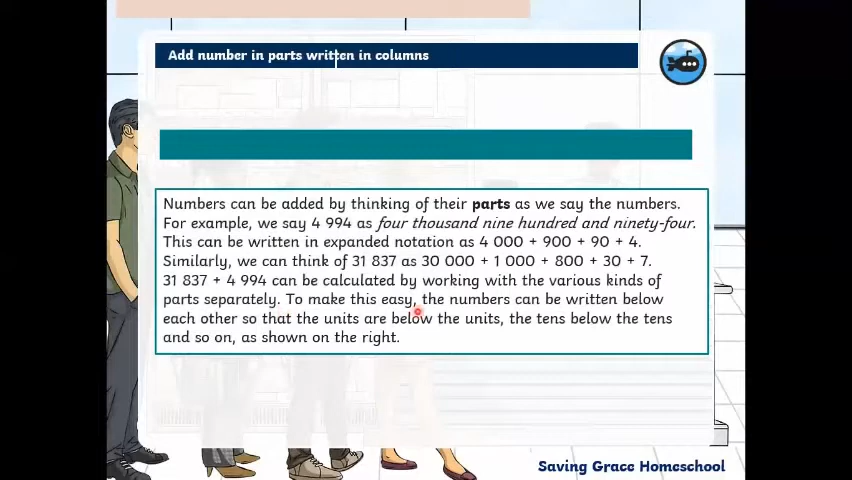 Add number in parts written in columns
Numbers can be added by thinking of their parts as we say the numbers.
For example, we say 4 994 as four thousand nine hundred and ninety-four.
This can be written in expanded notation as 4 000 + 900 + 90 + 4.
Similarly, we can think of 31 837 as 30 000 + 1 000 + 800 + 30 + 7.
31 837 + 4 994 can be calculated by working with the various kinds of
parts separately. To make this easy, the numbers can be written below
each other so that the units are below the units, the tens below the tens
and so on, as shown on the right.
Saving Grace Homeschool